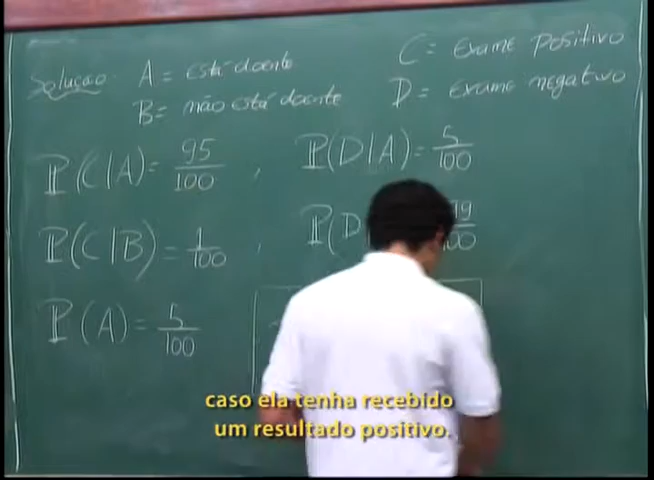 Solução: A = está doente
C = exame positivo
B = não está doente
D = exame negativo
P(C|A) = 95/100 , P(D|A) = 5/100
P(C|B) = 1/100 , P(D 99/100
P(A) = 5/100
caso ela tenha recebido
um resultado positivo.